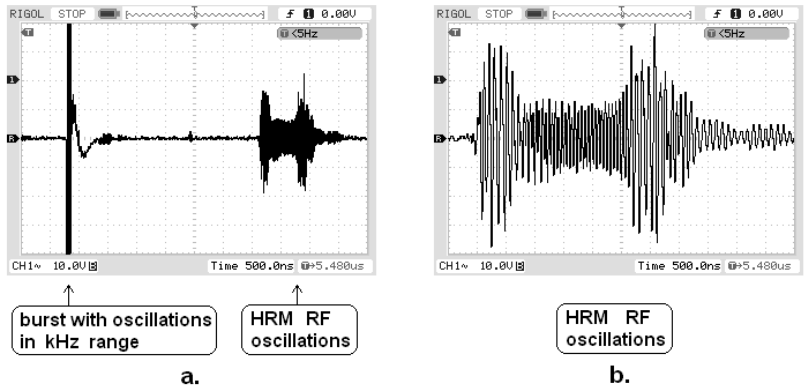 RIGOL STOP f 1 0.00V
T <5Hz
1
R
CH1~ 10.0V B Time 500.0ns T→5.480us
burst with oscillations
in kHz range
HRM RF
oscillations
a.
RIGOL STOP f 1 0.00V
T <5Hz
1
R
CH1~ 10.0V B Time 500.0ns T→5.480us
HRM RF
oscillations
b.